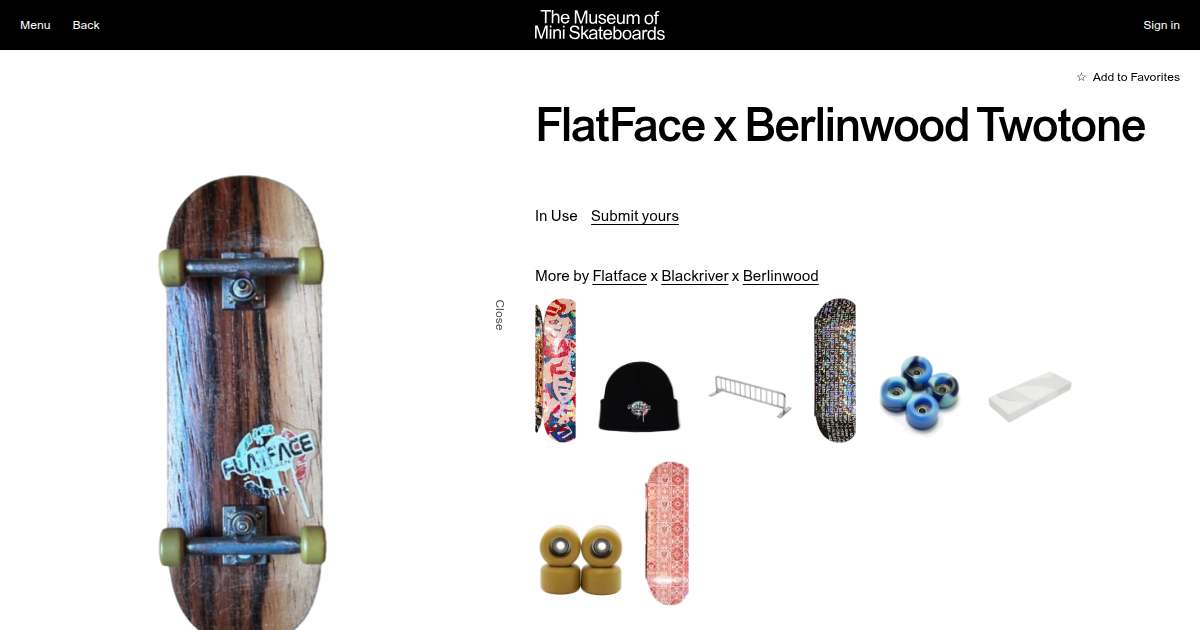 Menu
Back
The Museum of
Mini Skateboards
Sign in
☆ Add to Favorites
FlatFace x Berlinwood Twotone
In Use Submit yours
More by Flatface x Blackriver x Berlinwood
Close
FLATFACE